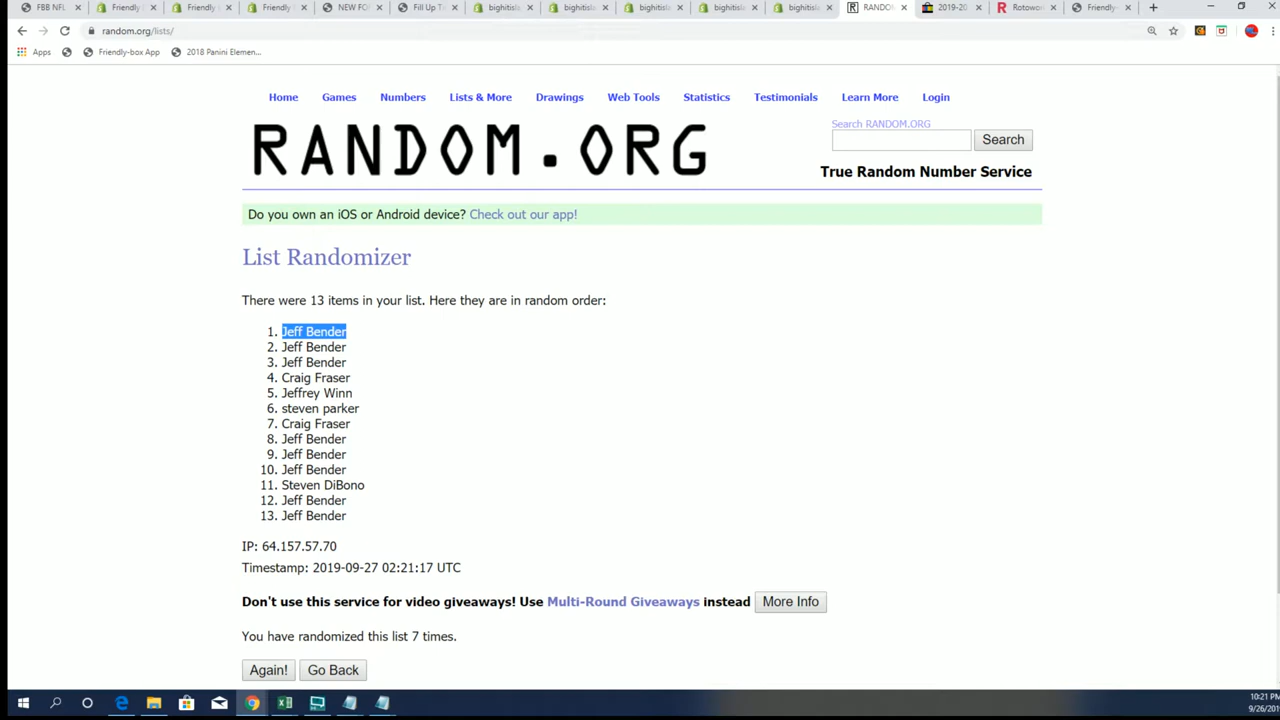 FBB NFL
Friendly
Friendly
Friendly
NEW FO
Fill Up T
bighitisl
bighitisl
bighitisl
bighitisl
bighitisl
RANDO
2019-20
Rotowo
Friendly-
random.org/lists/
Apps
Friendly-box App
2018 Panini Elemen...
Home
Games
Numbers
Lists & More
Drawings
Web Tools
Statistics
Testimonials
Learn More
Login
RANDOM.ORG
Search RANDOM.ORG
Search
True Random Number Service
Do you own an iOS or Android device? Check out our app!
List Randomizer
There were 13 items in your list. Here they are in random order:
1. Jeff Bender
2. Jeff Bender
3. Jeff Bender
4. Craig Fraser
5. Jeffrey Winn
6. steven parker
7. Craig Fraser
8. Jeff Bender
9. Jeff Bender
10. Jeff Bender
11. Steven DiBono
12. Jeff Bender
13. Jeff Bender
IP: 64.157.57.70
Timestamp: 2019-09-27 02:21:17 UTC
Don't use this service for video giveaways! Use Multi-Round Giveaways instead More Info
You have randomized this list 7 times.
Again! Go Back
10:21 PM
9/26/201